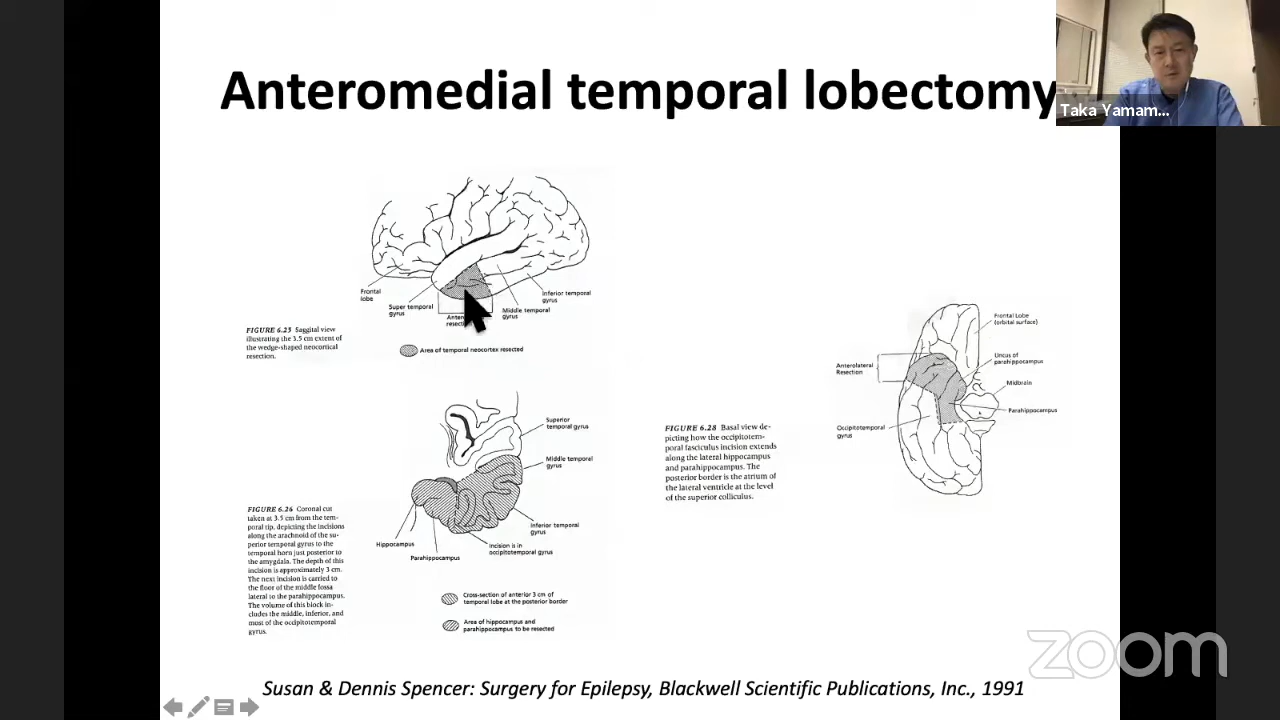 Anteromedial temporal lobectomy
Taka Yamam...
Frontal
lobe
Super temporal
gyrus
Inferior temporal
gyrus
Middle temporal
gyrus
FIGURE 6.25 Saggital view
illustrating the 3.5 cm extent of
the wedge-shaped neocortical
resection.
Area of temporal neocortex resected
Superior
temporal gyrus
Middle temporal
gyrus
Inferior temporal
gyrus
Hippocampus
Parahippocampus
Incision is in
occipitotemporal gyrus
FIGURE 6.26 Coronal cut
taken at 3.5 cm from the tem-
poral tip, depicting the incisions
along the arachnoid of the su-
perior temporal gyrus to the
temporal horn just posterior to
the amygdala. The depth of this
incision is approximately 3 cm.
The next incision is carried to
the floor of the middle fossa
lateral to the parahippocampus.
The volume of this block in-
cludes the middle, inferior, and
most of the occipitotemporal
gyrus.
Cross-section of anterior 3 cm of
temporal lobe at the posterior border
Area of hippocampus and
parahippocampus to be resected
Frontal Lobe
(orbital surface)
Anterolateral
Resection
Uncus of
parahippocampus
Midbrain
Parahippocampus
Occipitotemporal
gyrus
FIGURE 6.28 Basal view de-
picting how the occipitotem-
poral fasciculus incision extends
along the lateral hippocampus
and parahippocampus. The
posterior border is the atrium of
the lateral ventricle at the level
of the superior colliculus.
zoom
Susan & Dennis Spencer: Surgery for Epilepsy, Blackwell Scientific Publications, Inc., 1991